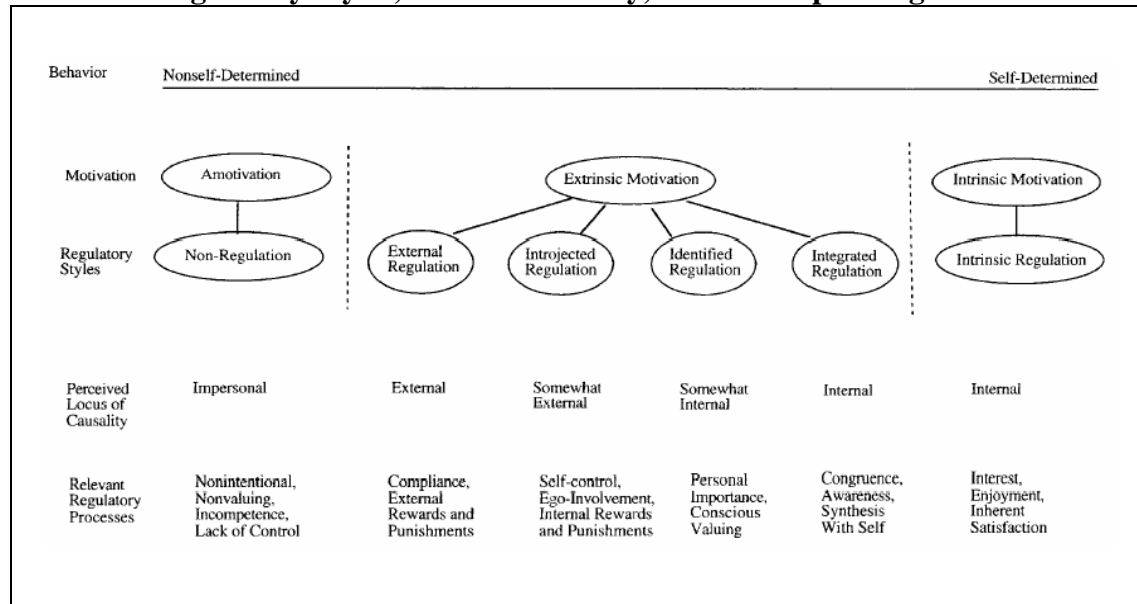 Behavior Nonself-Determined Self-Determined
Motivation Amotivation Extrinsic Motivation Intrinsic Motivation
Regulatory
Styles
Non-Regulation
External
Regulation
Introjected
Regulation
Identified
Regulation
Integrated
Regulation
Intrinsic Regulation
Perceived
Locus of
Causality
Impersonal
External
Somewhat
External
Somewhat
Internal
Internal
Internal
Relevant
Regulatory
Processes
Nonintentional,
Nonvaluing,
Incompetence,
Lack of Control
Compliance,
External
Rewards and
Punishments
Self-control,
Ego-Involvement,
Internal Rewards
and Punishments
Personal
Importance,
Conscious
Valuing
Congruence,
Awareness,
Synthesis
With Self
Interest,
Enjoyment,
Inherent
Satisfaction